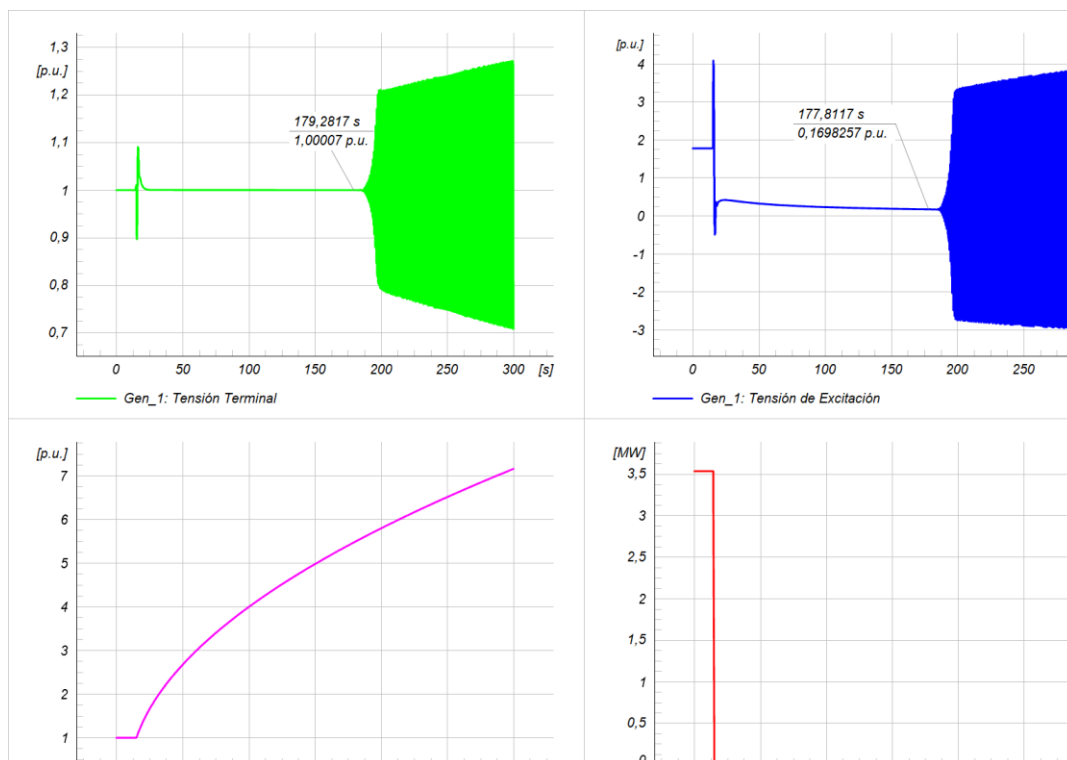 1,3
[p.u.]
1,2
1,1
1
0,9
0,8
0,7
179,2817 s
1,00007 p.u.
0 50 100 150 200 250 300 [s]
Gen_1: Tensión Terminal
[p.u.]
4
3
2
1
0
-1
-2
-3
177,8117 s
0,1698257 p.u.
0 50 100 150 200 250
Gen_1: Tensión de Excitación
[p.u.]
7
6
5
4
3
2
1
[MW]
3,5
3
2,5
2
1,5
1
0,5
0